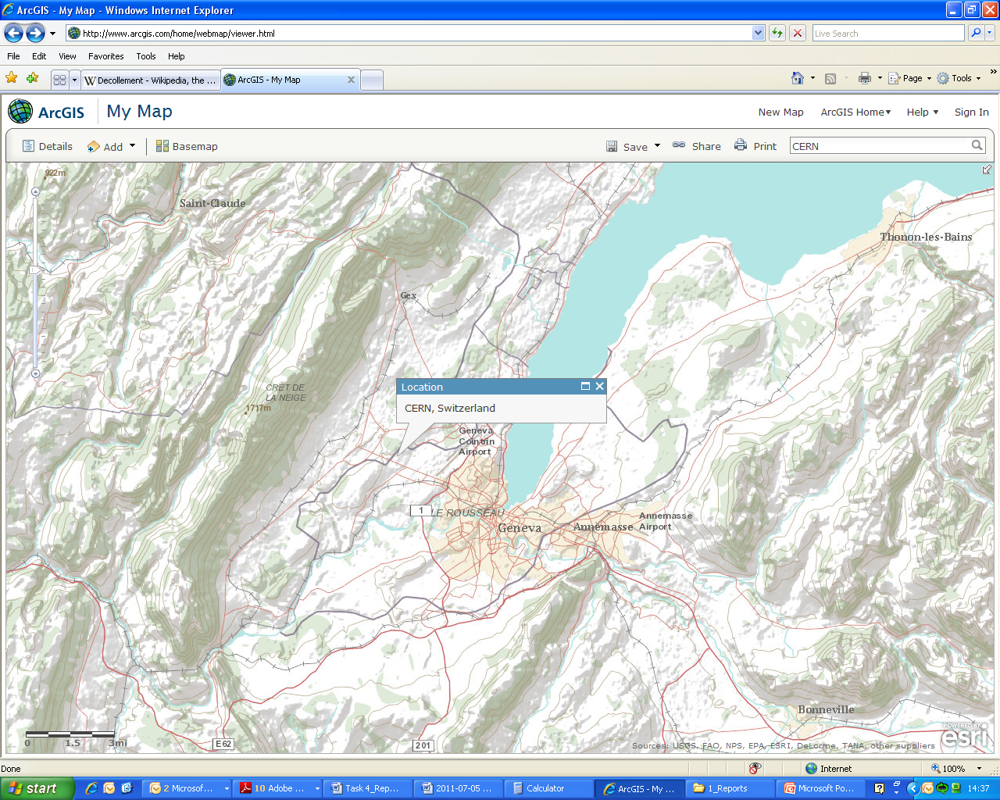 ArcGIS - My Map - Windows Internet Explorer
http://www.arcgis.com/home/webmap/viewer.html
Live Search
File Edit View Favorites Tools Help
W Decollement - Wikipedia, the ...
ArcGIS - My Map
Page
Tools
ArcGIS My Map
New Map ArcGIS Home Help Sign In
Details Add Basemap
Save Share Print CERN
922m
Saint-Claude
Thonon-les-Bains
Gex
CRÊT DE
LA NEIGE
1717m
Location
CERN, Switzerland
Geneva
Cointrin
Airport
1
LE ROUSSEAU
Geneva
Annemasse
Annemasse
Airport
Bonneville
0 1.5 3mi
E62
201
POWERED BY
esri
Sources: USGS, FAO, NPS, EPA, ESRI, DeLorme, TANA, other suppliers
Done
Internet
100%
start
2 Microsof...
10 Adobe ...
Task 4_Rep...
2011-07-05 ...
Calculator
ArcGIS - My ...
1_Reports
Microsoft Po...
14:37